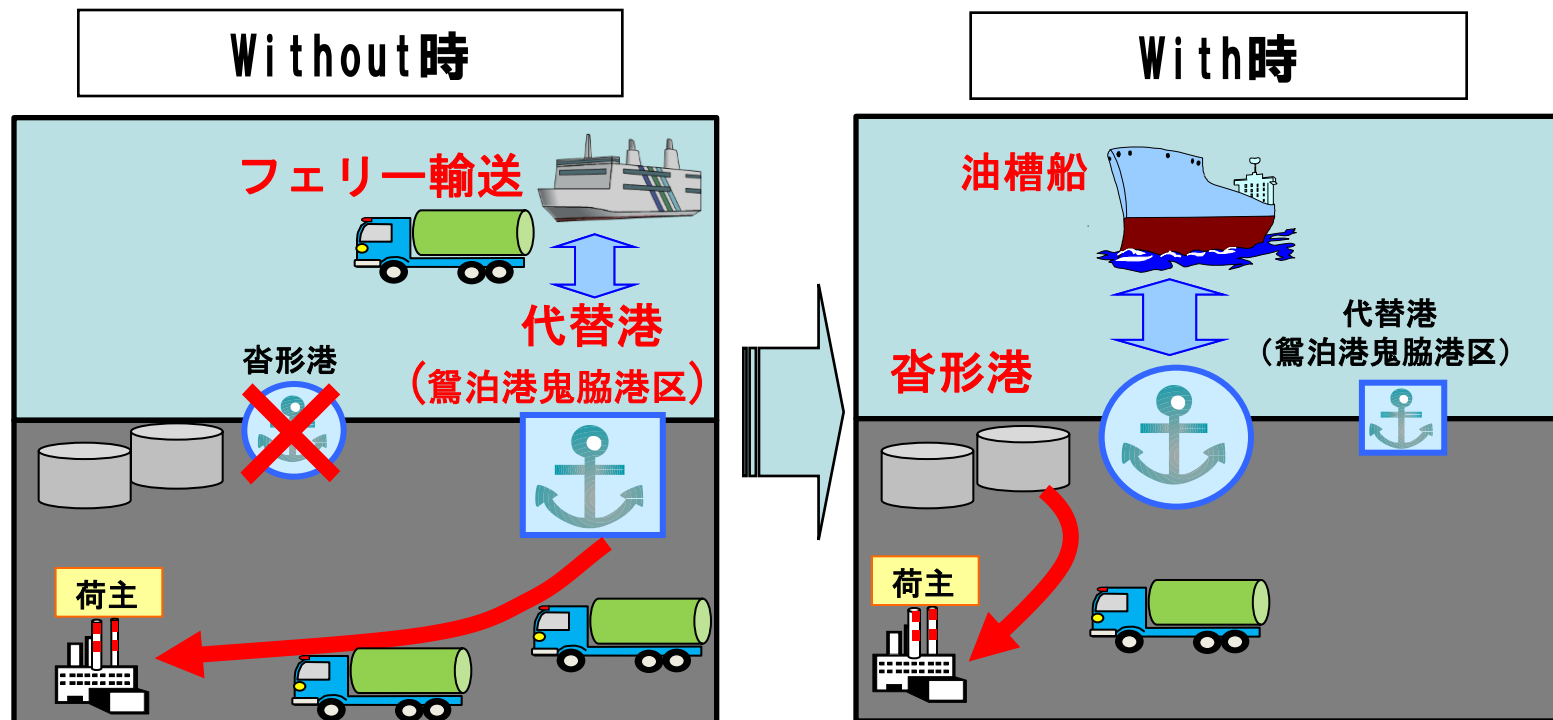 Without時
フェリー輸送
代替港
（鴛泊港鬼脇港区）
沓形港
荷主
With時
油槽船
代替港
（鴛泊港鬼脇港区）
沓形港
荷主